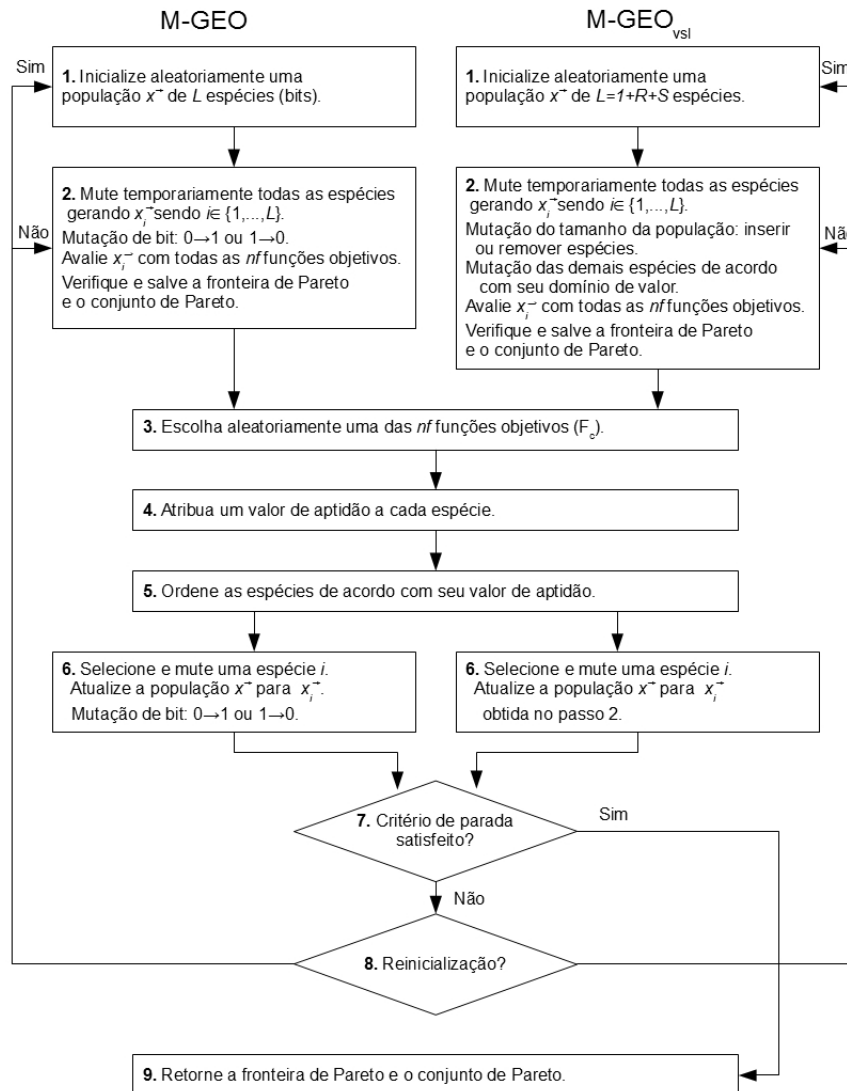 M-GEO
M-GEO vsl
Sim
Sim
1. Inicialize aleatoriamente uma
população x⃗ de L espécies (bits).
1. Inicialize aleatoriamente uma
população x⃗ de L=1+R+S espécies.
2. Mute temporariamente todas as espécies
gerando x⃗i sendo i∈ {1,...,L}.
Mutação de bit: 0→1 ou 1→0.
Avalie x⃗i com todas as nf funções objetivos.
Verifique e salve a fronteira de Pareto
e o conjunto de Pareto.
Não
2. Mute temporariamente todas as espécies
gerando x⃗i sendo i∈ {1,...,L}.
Mutação do tamanho da população: inserir
ou remover espécies.
Mutação das demais espécies de acordo
com seu domínio de valor.
Avalie x⃗i com todas as nf funções objetivos.
Verifique e salve a fronteira de Pareto
e o conjunto de Pareto.
Não
3. Escolha aleatoriamente uma das nf funções objetivos (Fc).
4. Atribua um valor de aptidão a cada espécie.
5. Ordene as espécies de acordo com seu valor de aptidão.
6. Selecione e mute uma espécie i.
Atualize a população x⃗ para x⃗i.
Mutação de bit: 0→1 ou 1→0.
6. Selecione e mute uma espécie i.
Atualize a população x⃗ para x⃗i
obtida no passo 2.
7. Critério de parada
satisfeito?
Sim
Não
8. Reinicialização?
9. Retorne a fronteira de Pareto e o conjunto de Pareto.